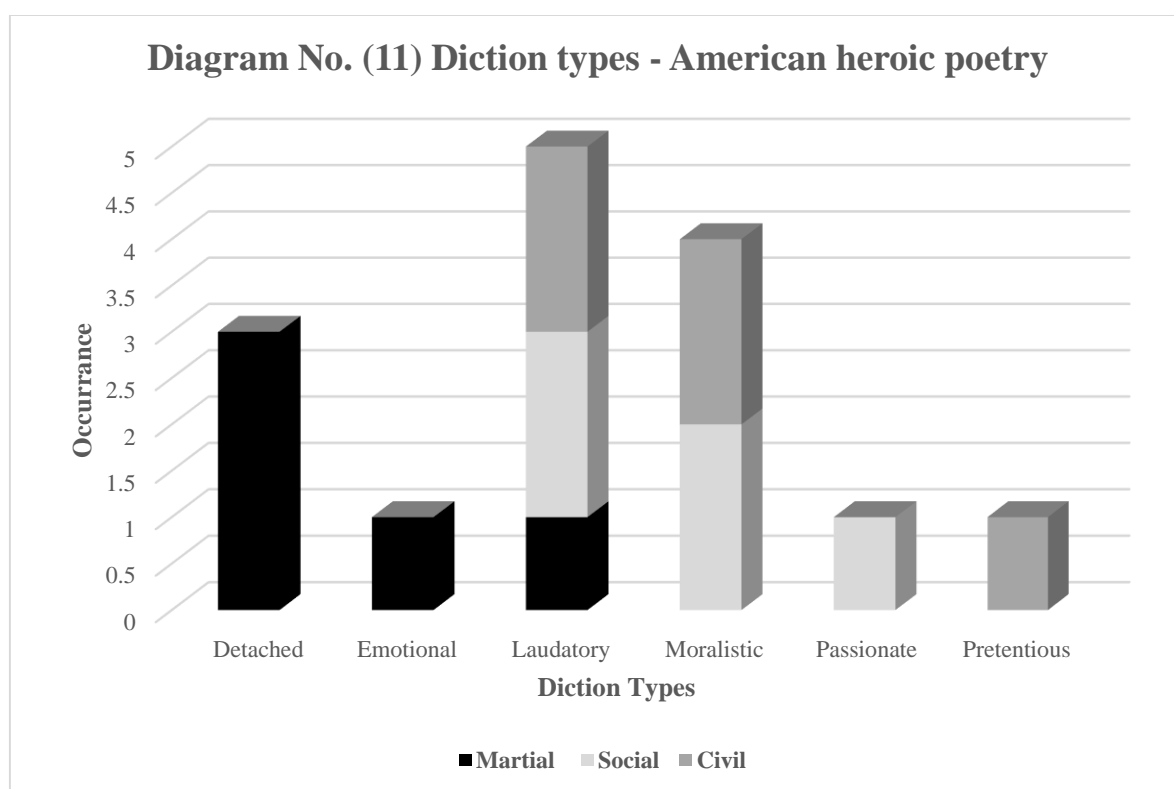 Diagram No. (11) Diction types - American heroic poetry
5
4.5
4
3.5
3
2.5
2
1.5
1
0.5
0
Occurrance
Detached Emotional Laudatory Moralistic Passionate Pretentious
Diction Types
Martial Social Civil